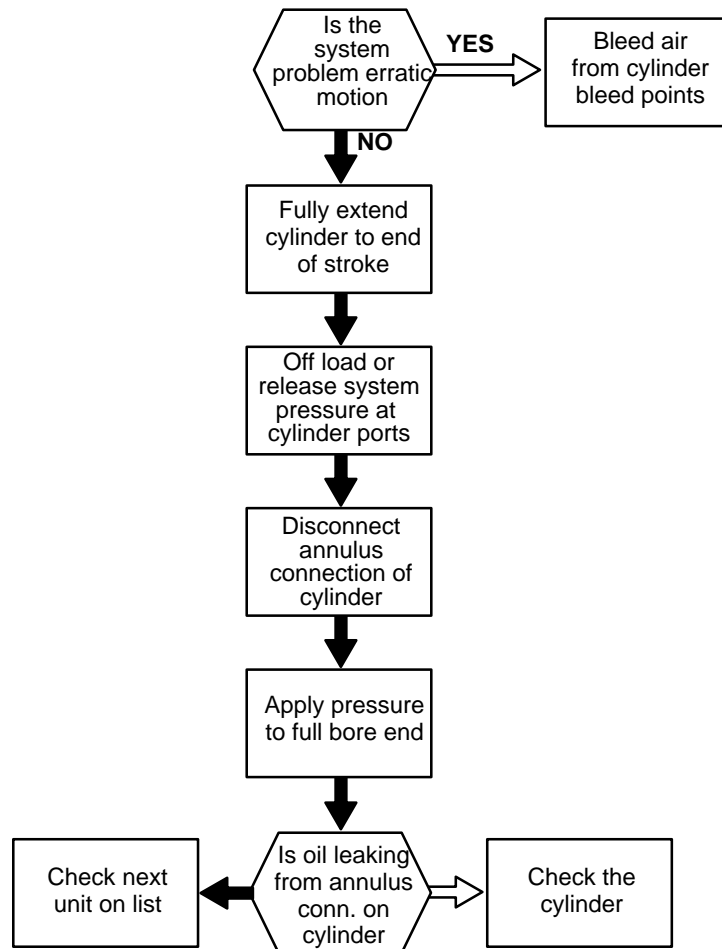 Is the
system
problem erratic
motion
YES
Bleed air
from cylinder
bleed points
NO
Fully extend
cylinder to end
of stroke
Off load or
release system
pressure at
cylinder ports
Disconnect
annulus
connection of
cylinder
Apply pressure
to full bore end
Check next
unit on list
Is oil leaking
from annulus
conn. on
cylinder
Check the
cylinder